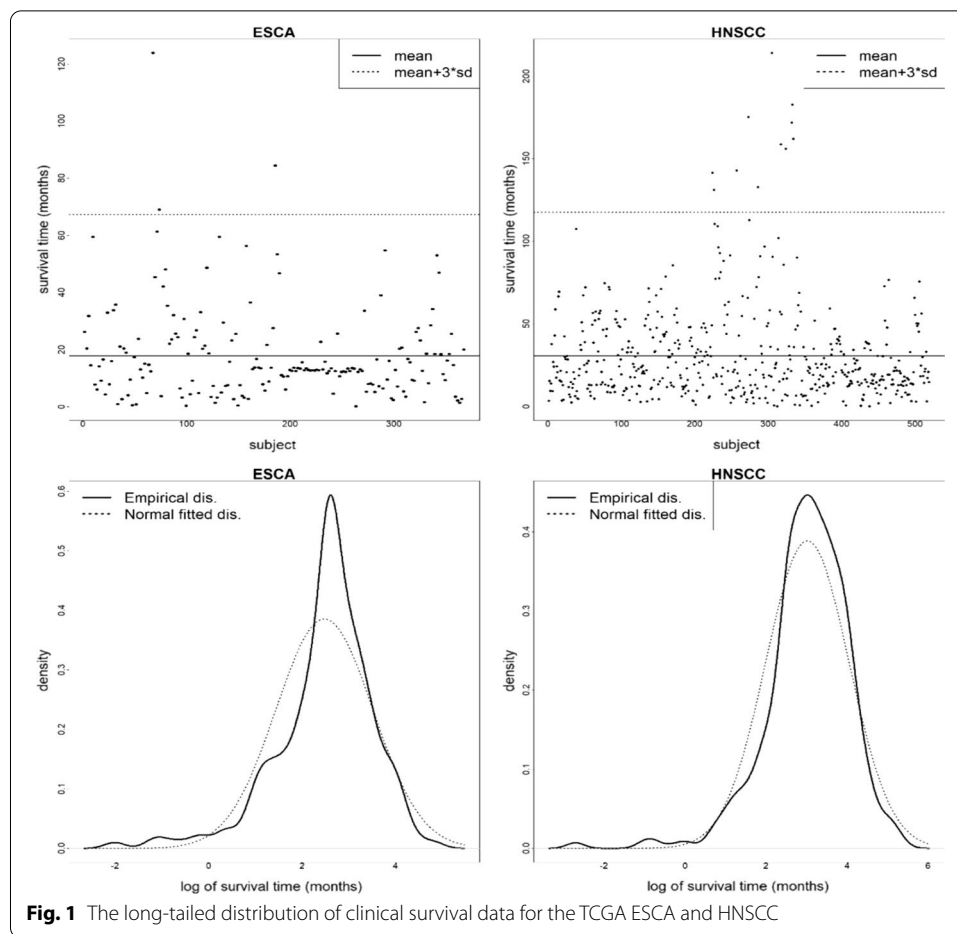 ESCA
mean
mean+3*sd
survival time (months)
0 20 40 60 80 100 120
0 100 200 300
subject
HNSCC
mean
mean+3*sd
survival time (months)
0 50 100 150 200
0 100 200 300 400 500
subject
ESCA
Empirical dis.
Normal fitted dis.
density
0.0 0.1 0.2 0.3 0.4 0.5 0.6
-2 0 2 4
log of survival time (months)
HNSCC
Empirical dis.
Normal fitted dis.
density
0.0 0.1 0.2 0.3 0.4
-2 0 2 4 6
log of survival time (months)
Fig. 1 The long-tailed distribution of clinical survival data for the TCGA ESCA and HNSCC